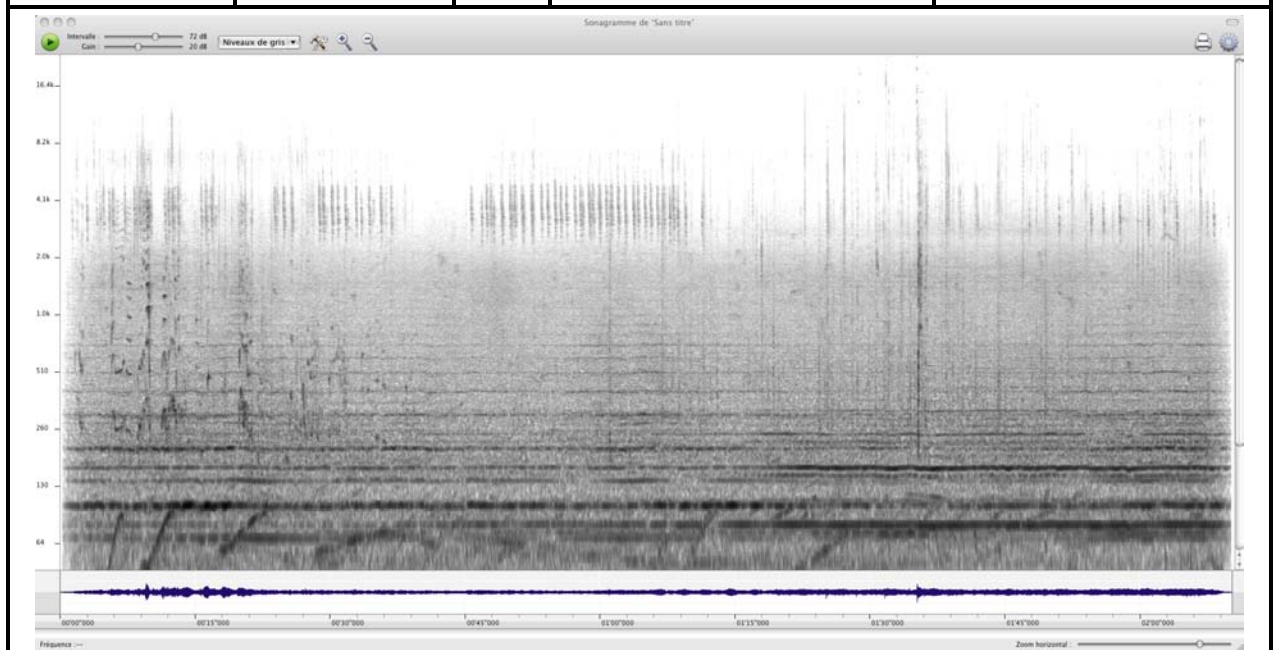 Sonagramme de 'Sans titre'
Intervalle : 72 dB
Gain : 20 dB
Niveaux de gris
16.4k
8.2k
4.1k
2.0k
1.0k
510
260
130
64
00'00"000 00'15"000 00'30"000 00'45"000 01'00"000 01'15"000 01'30"000 01'45"000 02'00"000
Fréquence :--
Zoom horizontal :